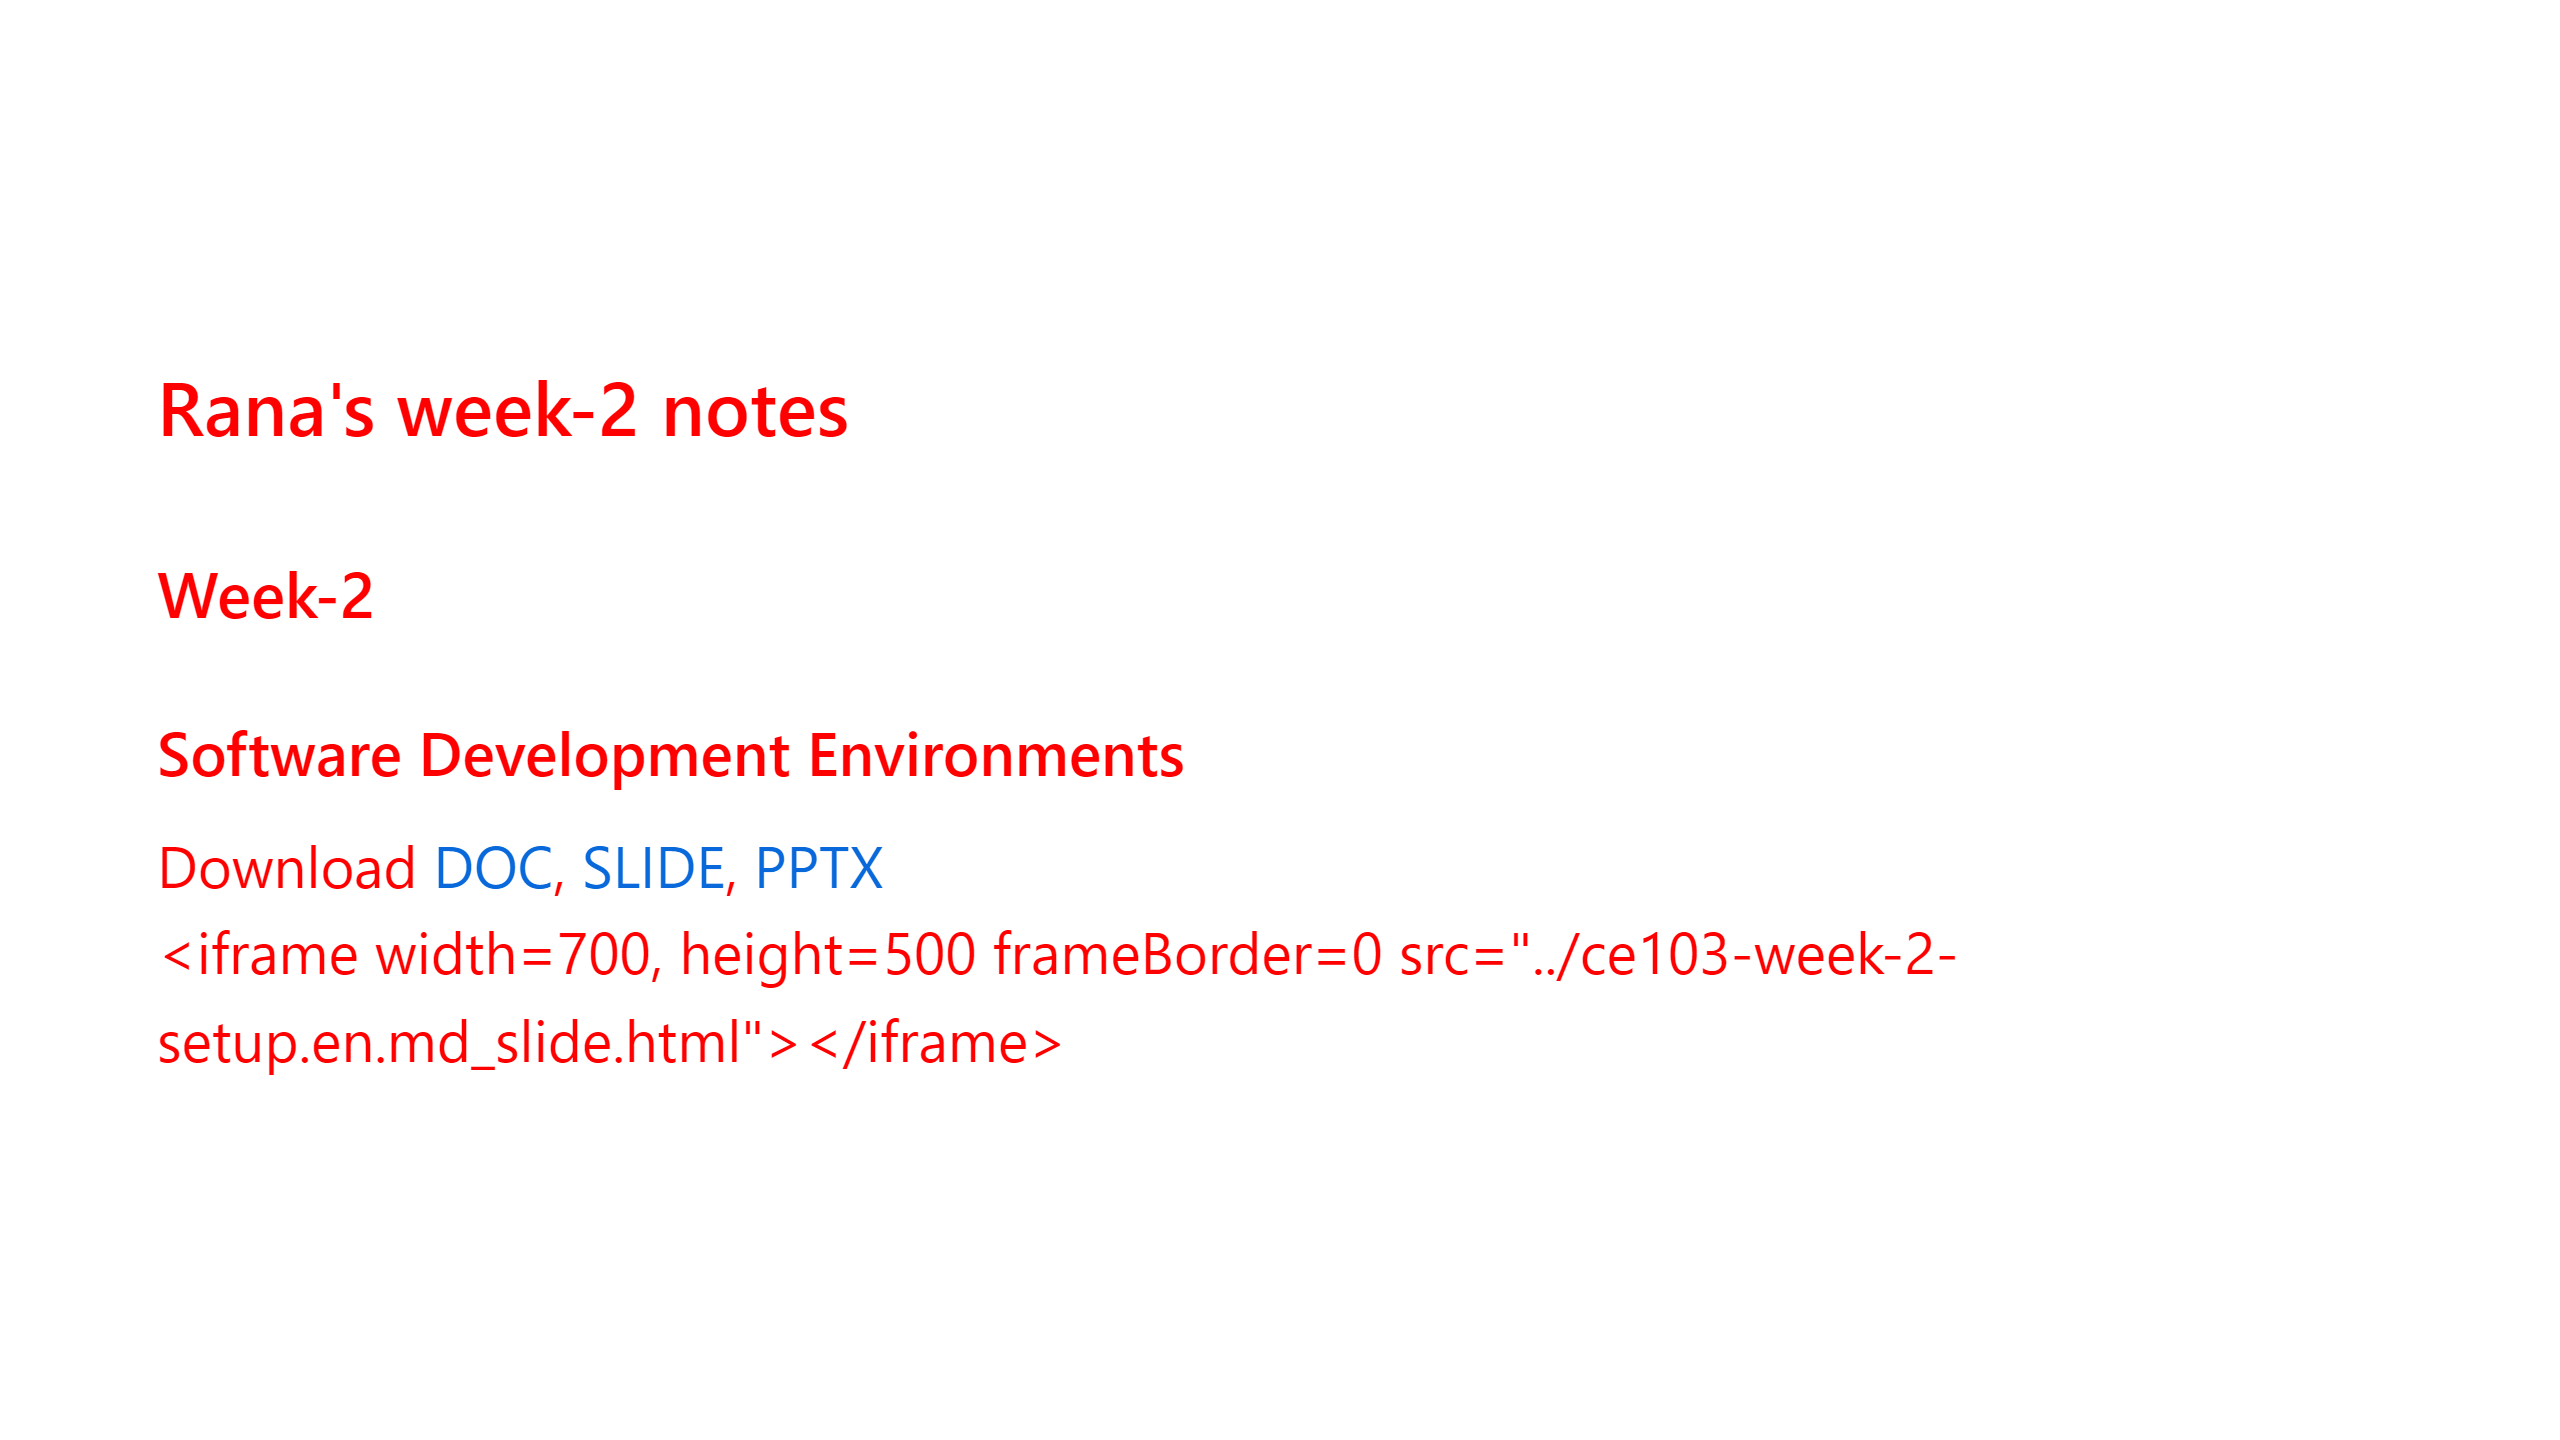 Rana's week-2 notes
Week-2
Software Development Environments
Download DOC, SLIDE, PPTX
<iframe width=700, height=500 frameBorder=0 src="../ce103-week-2-
setup.en.md_slide.html"></iframe>